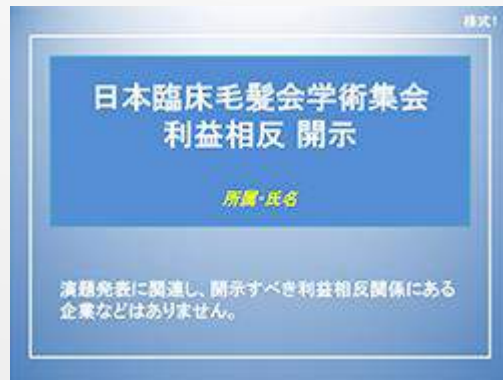 様式1
日本臨床毛髪会学術集会
利益相反 開示
所属・氏名
演題発表に関連し、開示すべき利益相反関係にある
企業などはありません。